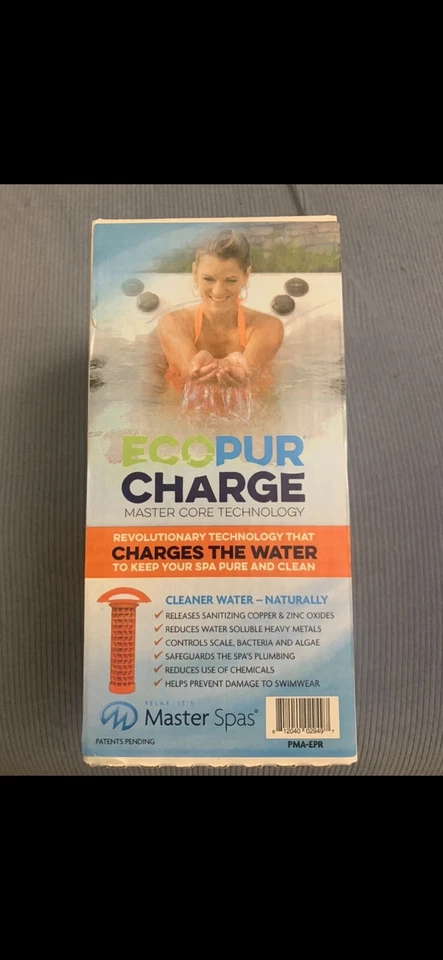 ECOPUR
CHARGE
MASTER CORE TECHNOLOGY
REVOLUTIONARY TECHNOLOGY THAT
CHARGES THE WATER
TO KEEP YOUR SPA PURE AND CLEAN
CLEANER WATER – NATURALLY
✓ RELEASES SANITIZING COPPER & ZINC OXIDES
✓ REDUCES WATER SOLUBLE HEAVY METALS
✓ CONTROLS SCALE, BACTERIA AND ALGAE
✓ SAFEGUARDS THE SPA'S PLUMBING
✓ REDUCES USE OF CHEMICALS
✓ HELPS PREVENT DAMAGE TO SWIMWEAR
RELAX. IT'S
Master Spas®
PATENTS PENDING
PMA-EPR